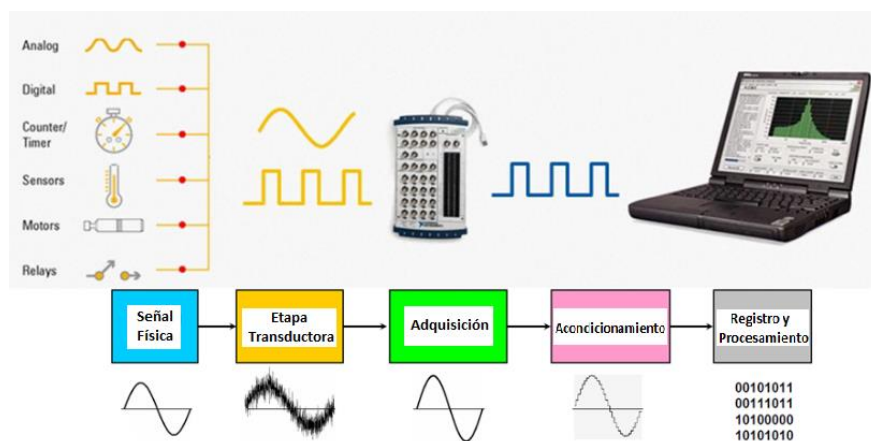 Analog
Digital
Counter/
Timer
Sensors
Motors
Relays
Señal
Física
Etapa
Transductora
Adquisición
Aconcicionamiento
Registro y
Procesamiento
00101011
00111011
10100000
10101010